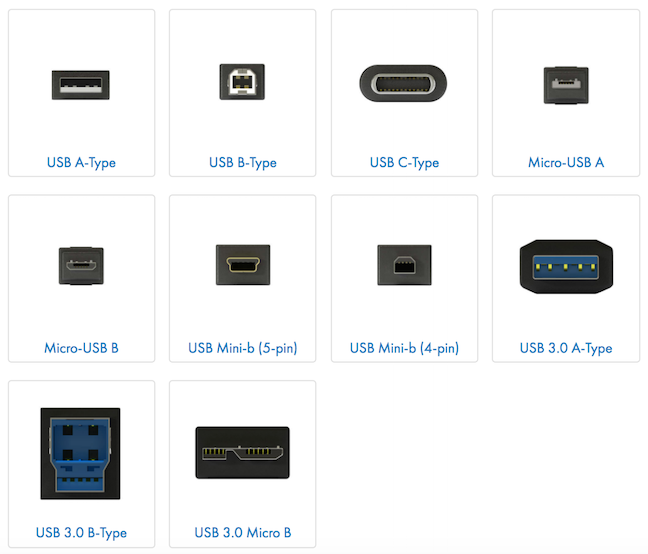 USB A-Type
USB B-Type
USB C-Type
Micro-USB A
Micro-USB B
USB Mini-b (5-pin)
USB Mini-b (4-pin)
USB 3.0 A-Type
USB 3.0 B-Type
USB 3.0 Micro B